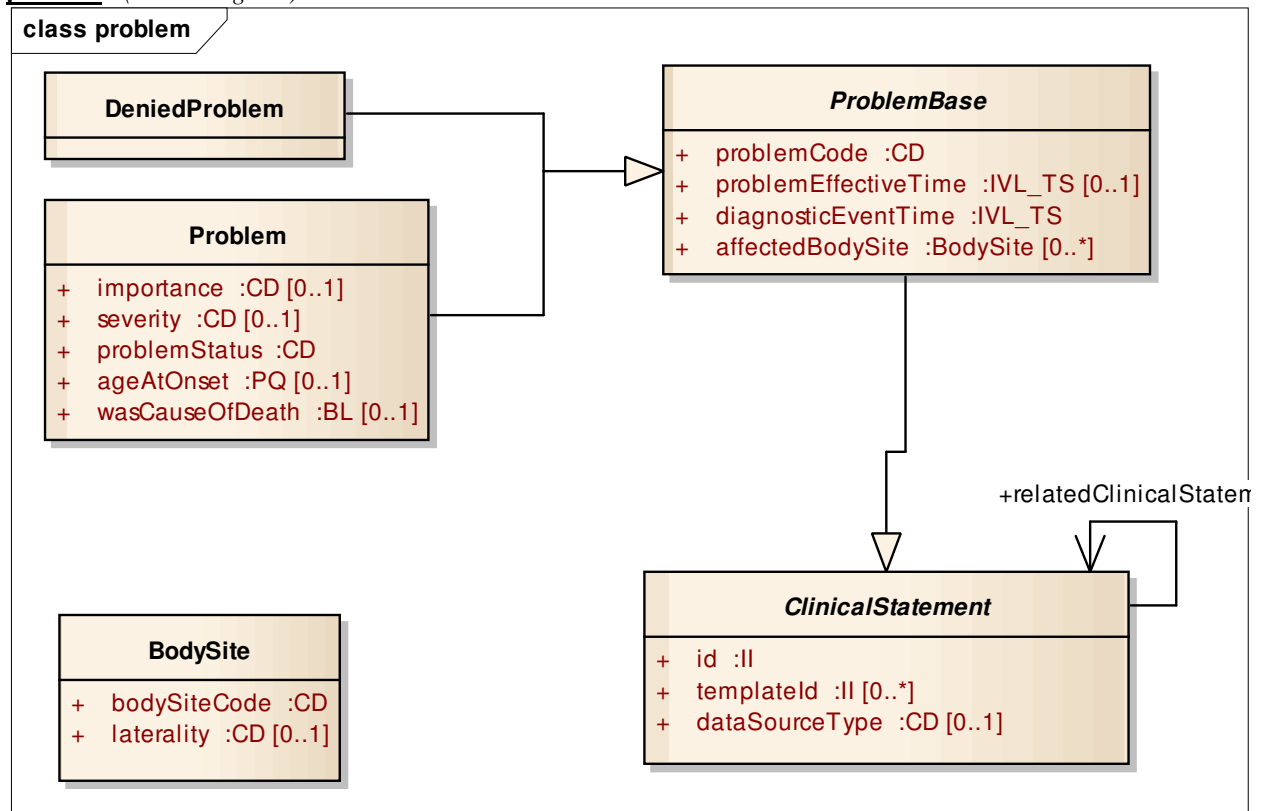 class problem
DeniedProblem
ProblemBase
+ problemCode :CD
+ problemEffectiveTime :IVL_TS [0..1]
+ diagnosticEventTime :IVL_TS
+ affectedBodySite :BodySite [0..*]
Problem
+ importance :CD [0..1]
+ severity :CD [0..1]
+ problemStatus :CD
+ ageAtOnset :PQ [0..1]
+ wasCauseOfDeath :BL [0..1]
+relatedClinicalStatem
ClinicalStatement
+ id :II
+ templateId :II [0..*]
+ dataSourceType :CD [0..1]
BodySite
+ bodySiteCode :CD
+ laterality :CD [0..1]